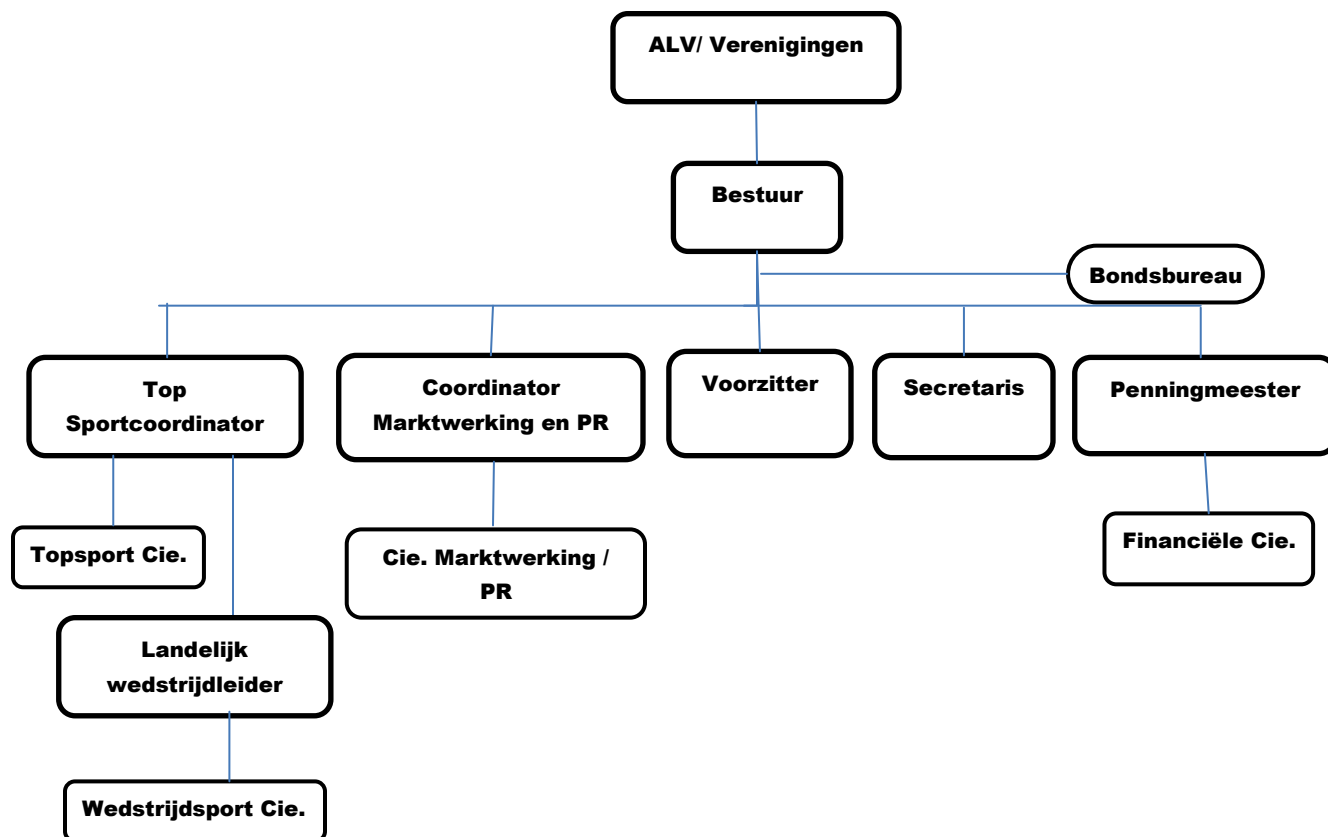 ALV/ Verenigingen
Bestuur
Bondsbureau
Top
Sportcoordinator
Coordinator
Marktwerking en PR
Voorzitter
Secretaris
Penningmeester
Topsport Cie.
Cie. Marktwerking /
PR
Financiële Cie.
Landelijk
wedstrijdleider
Wedstrijdsport Cie.